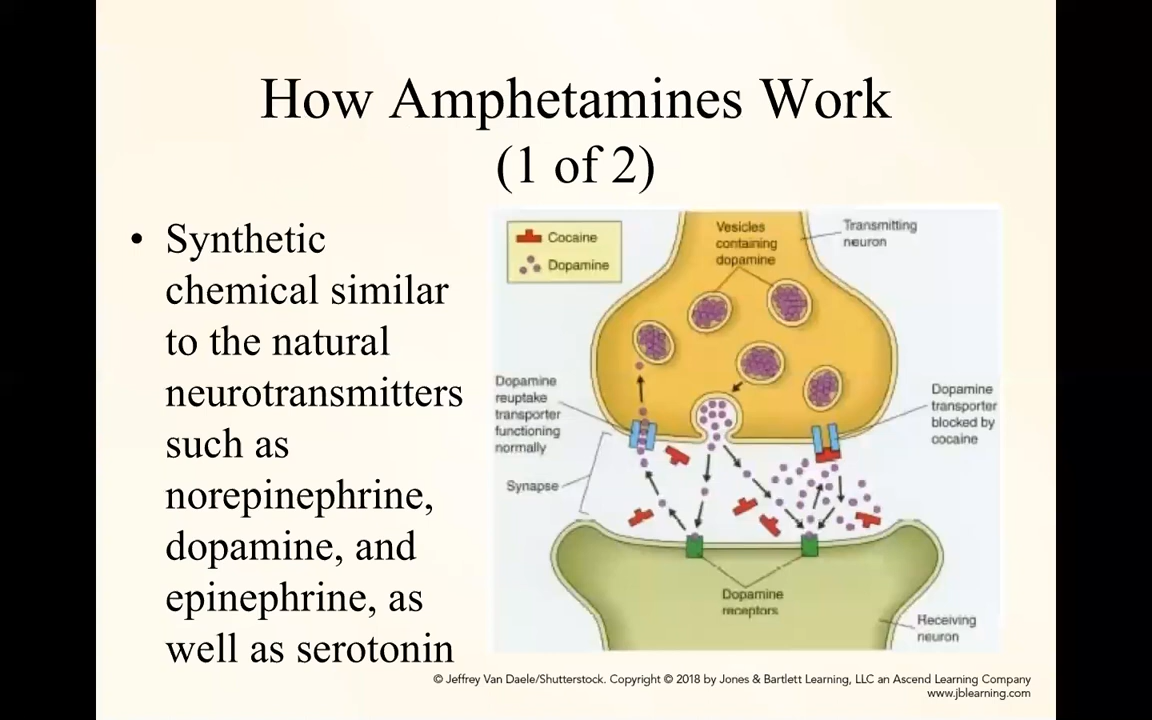 How Amphetamines Work
(1 of 2)
• Synthetic
chemical similar
to the natural
neurotransmitters
such as
norepinephrine,
dopamine, and
epinephrine, as
well as serotonin
Cocaine
Dopamine
Vesicles
containing
dopamine
Transmitting
neuron
Dopamine
reuptake
transporter
functioning
normally
Dopamine
transporter
blocked by
cocaine
Synapse
Dopamine
receptors
Receiving
neuron
© Jeffrey Van Daele/Shutterstock. Copyright © 2018 by Jones & Bartlett Learning, LLC an Ascend Learning Company
www.jblearning.com